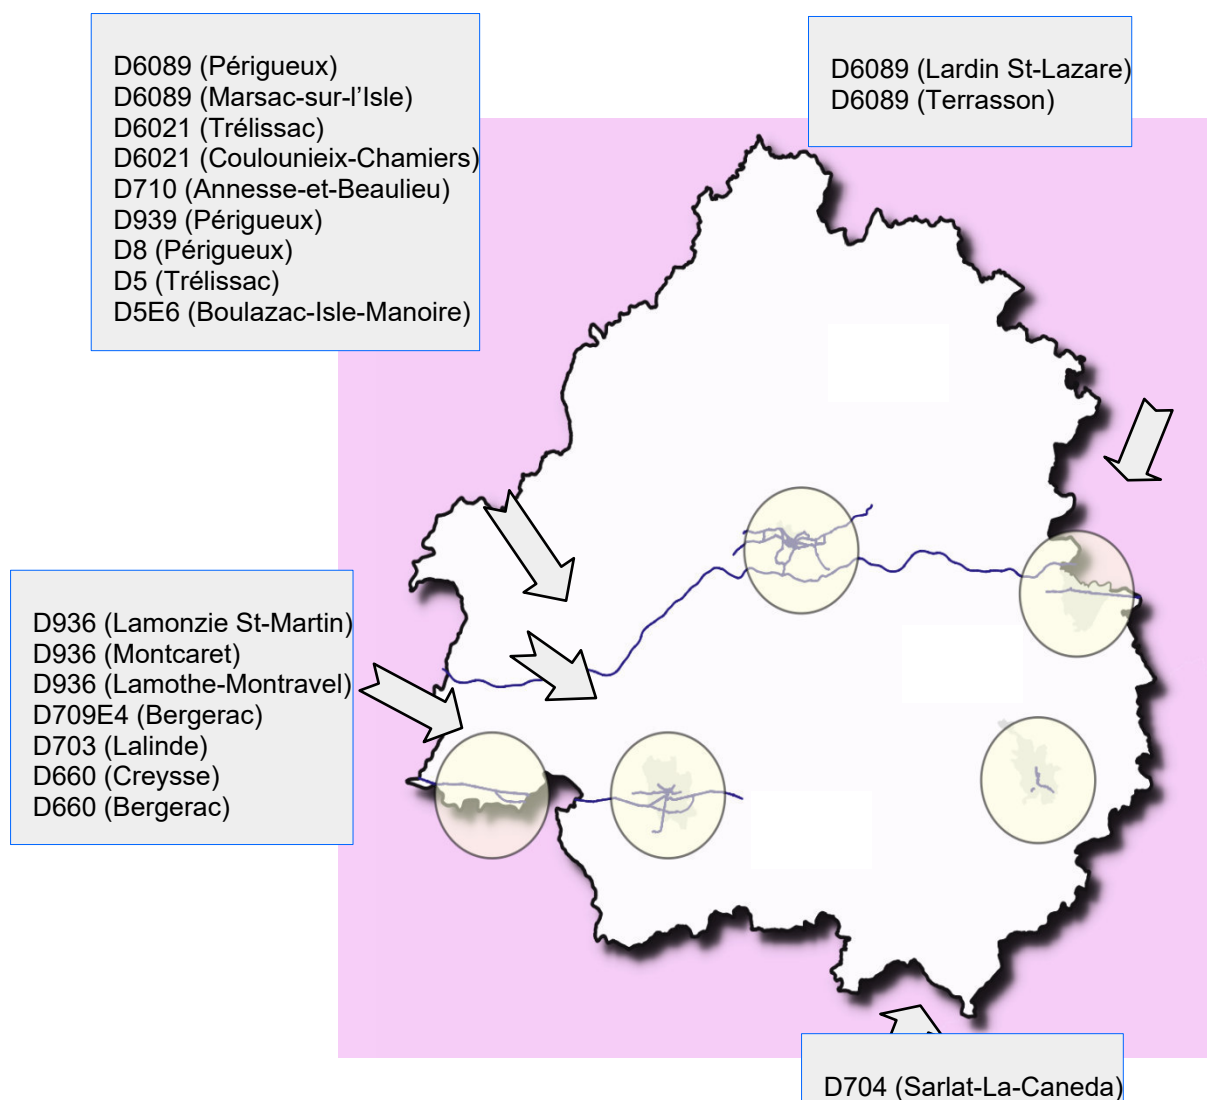 D6089 (Périgueux)
D6089 (Marsac-sur-l'Isle)
D6021 (Trélissac)
D6021 (Coulounieix-Chamiers)
D710 (Annesse-et-Beaulieu)
D939 (Périgueux)
D8 (Périgueux)
D5 (Trélissac)
D5E6 (Boulazac-Isle-Manoire)
D6089 (Lardin St-Lazare)
D6089 (Terrasson)
D936 (Lamonzie St-Martin)
D936 (Montcaret)
D936 (Lamothe-Montravel)
D709E4 (Bergerac)
D703 (Lalinde)
D660 (Creysse)
D660 (Bergerac)
D704 (Sarlat-La-Caneda)